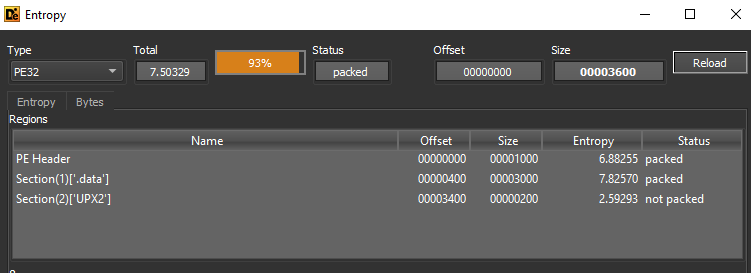 Entropy
Type Total Status Offset Size
PE32 7.50329 93% packed 00000000 00003600 Reload
Entropy Bytes
Regions
Name Offset Size Entropy Status
PE Header 00000000 00001000 6.88255 packed
Section(1)['.data'] 00000400 00003000 7.82570 packed
Section(2)['UPX2'] 00003400 00000200 2.59293 not packed